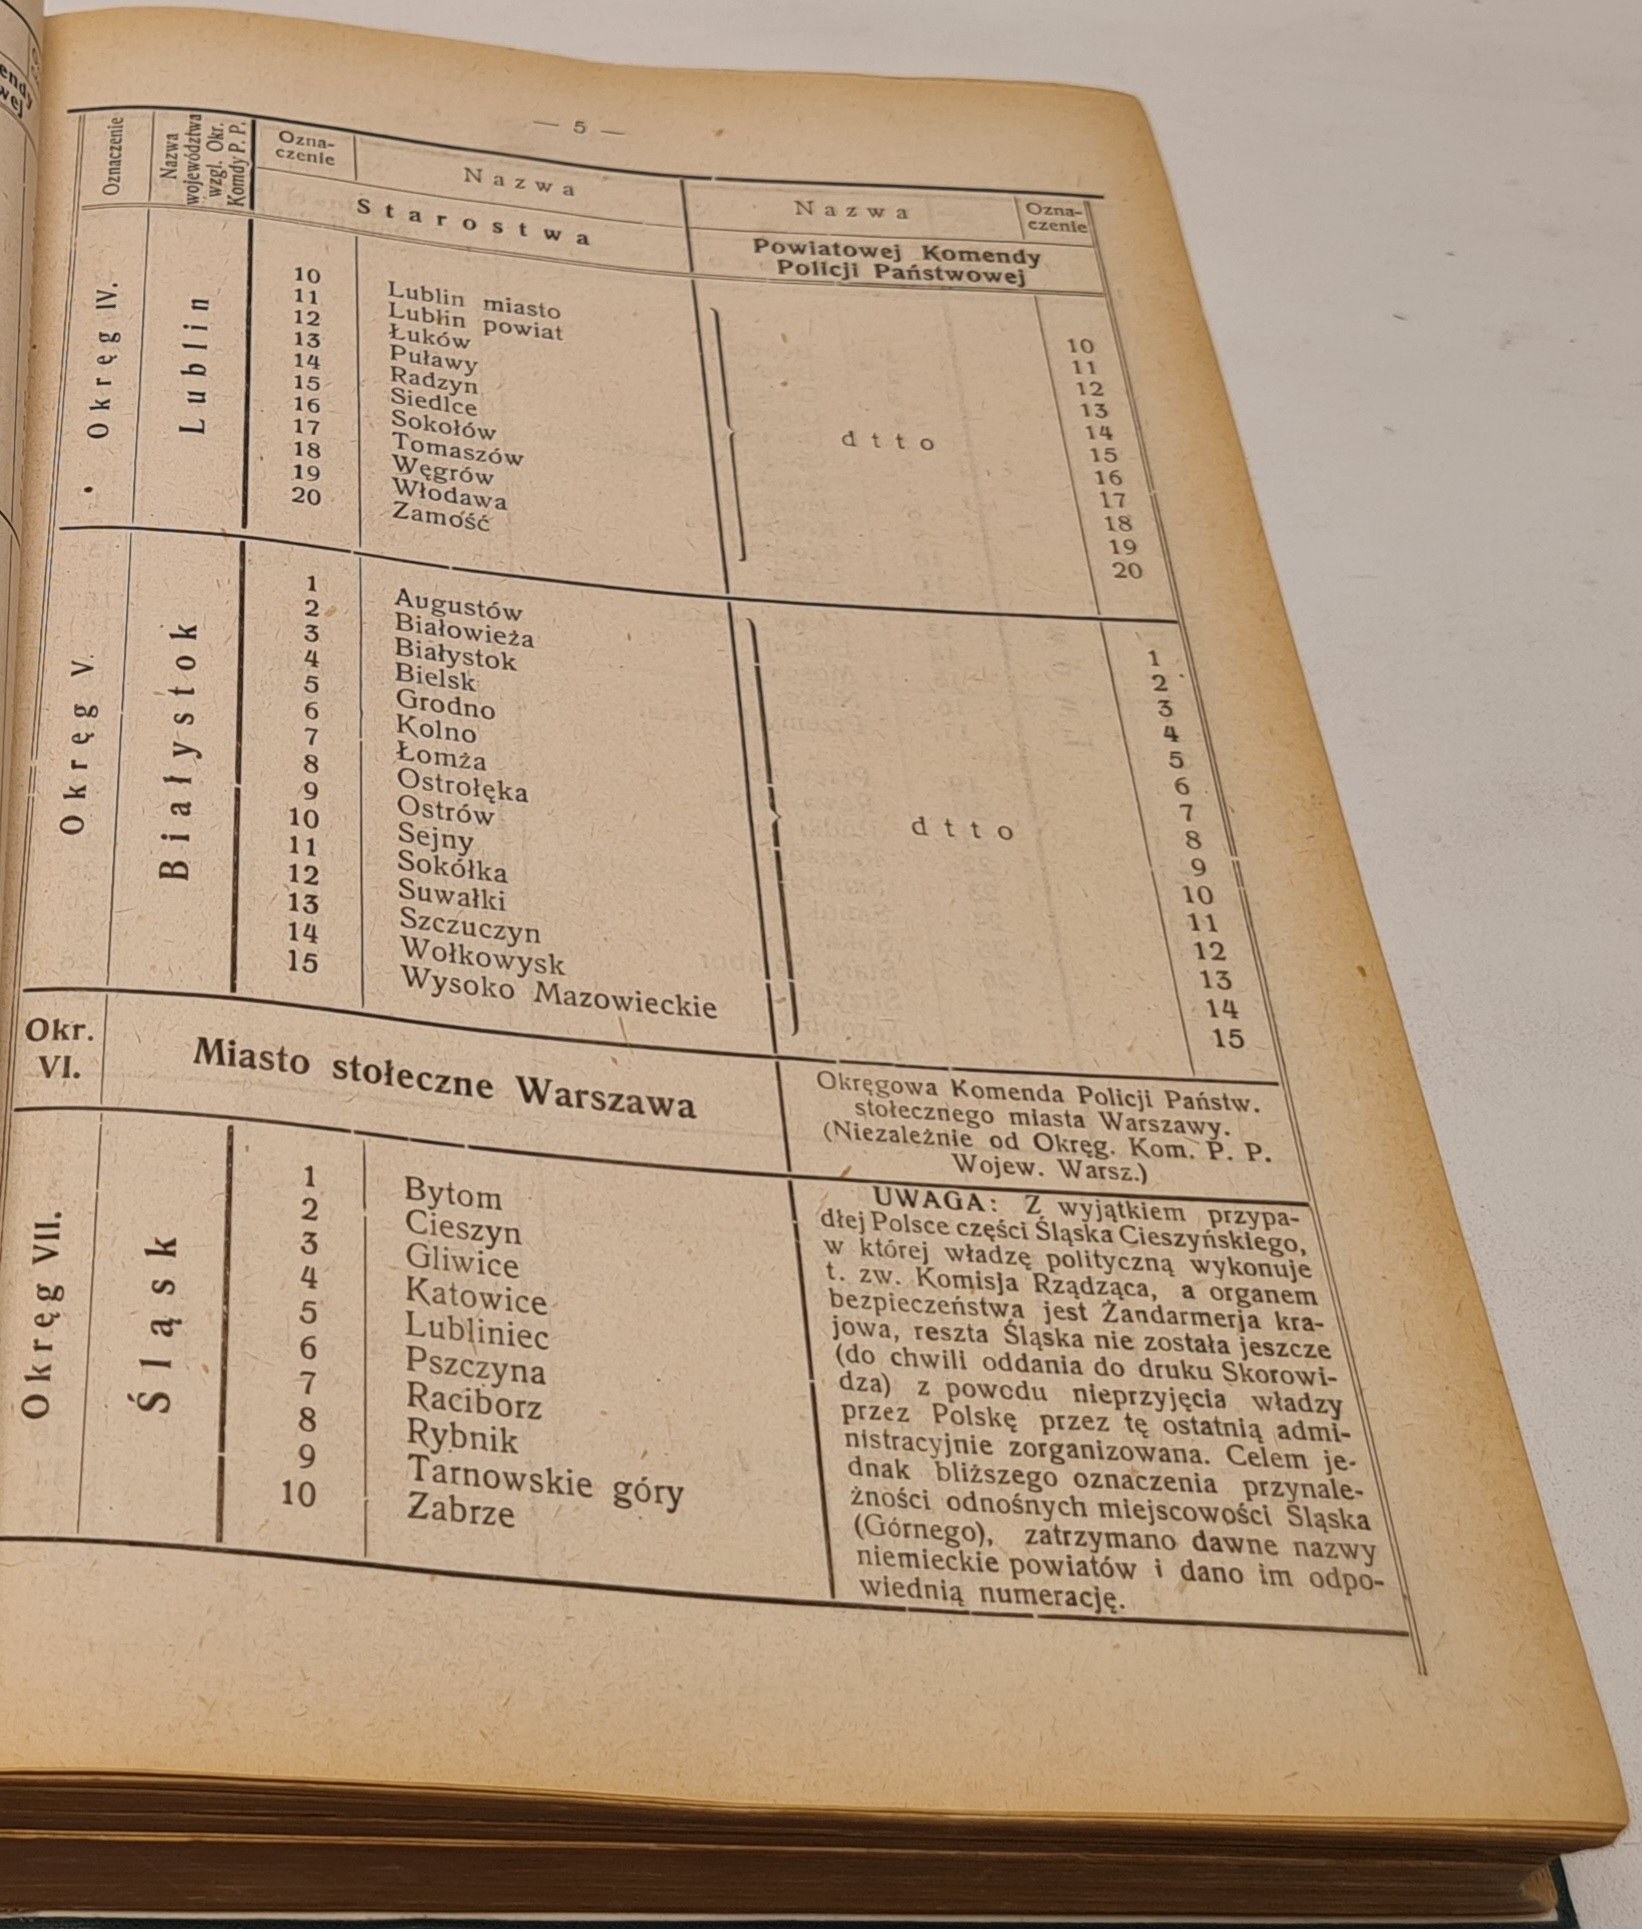 — 5 —
Oznaczenie
Nazwa
województwa
wzgl. Okr.
Komdy P. P.
Ozna-
czenie
Nazwa
Starostwa
Nazwa
Ozna-
czenie
Powiatowej Komendy
Policji Państwowej
Okręg IV.
Lublin
10 Lublin miasto 10
11 Lublin powiat 11
12 Łuków 12
13 Puławy 13
14 Radzyn 14
15 Siedlce 15
16 Sokołów 16
17 Tomaszów 17
18 Węgrów 18
19 Włodawa 19
20 Zamość 20
dtto
Okręg V.
Białystok
1 Augustów 1
2 Białowieża 2
3 Białystok 3
4 Bielsk 4
5 Grodno 5
6 Kolno 6
7 Łomża 7
8 Ostrołęka 8
9 Ostrów 9
10 Sejny 10
11 Sokółka 11
12 Suwałki 12
13 Szczuczyn 13
14 Wołkowysk 14
15 Wysoko Mazowieckie 15
dtto
Okr.
VI.
Miasto stołeczne Warszawa
Okręgowa Komenda Policji Państw.
stołecznego miasta Warszawy.
(Niezależnie od Okręg. Kom. P. P.
Wojew. Warsz.)
Okręg VII.
Śląsk
1 Bytom
2 Cieszyn
3 Gliwice
4 Katowice
5 Lubliniec
6 Pszczyna
7 Raciborz
8 Rybnik
9 Tarnowskie góry
10 Zabrze
UWAGA: Z wyjątkiem przypa-
dłej Polsce części Śląska Cieszyńskiego,
w której władzę polityczną wykonuje
t. zw. Komisja Rządząca, a organem
bezpieczeństwa jest Żandarmerja kra-
jowa, reszta Śląska nie została jeszcze
(do chwili oddania do druku Skorowi-
dza) z powodu nieprzyjęcia władzy
przez Polskę przez tę ostatnią admi-
nistracyjnie zorganizowana. Celem je-
dnak bliższego oznaczenia przynale-
żności odnośnych miejscowości Śląska
(Górnego), zatrzymano dawne nazwy
niemieckie powiatów i dano im odpo-
wiednią numerację.